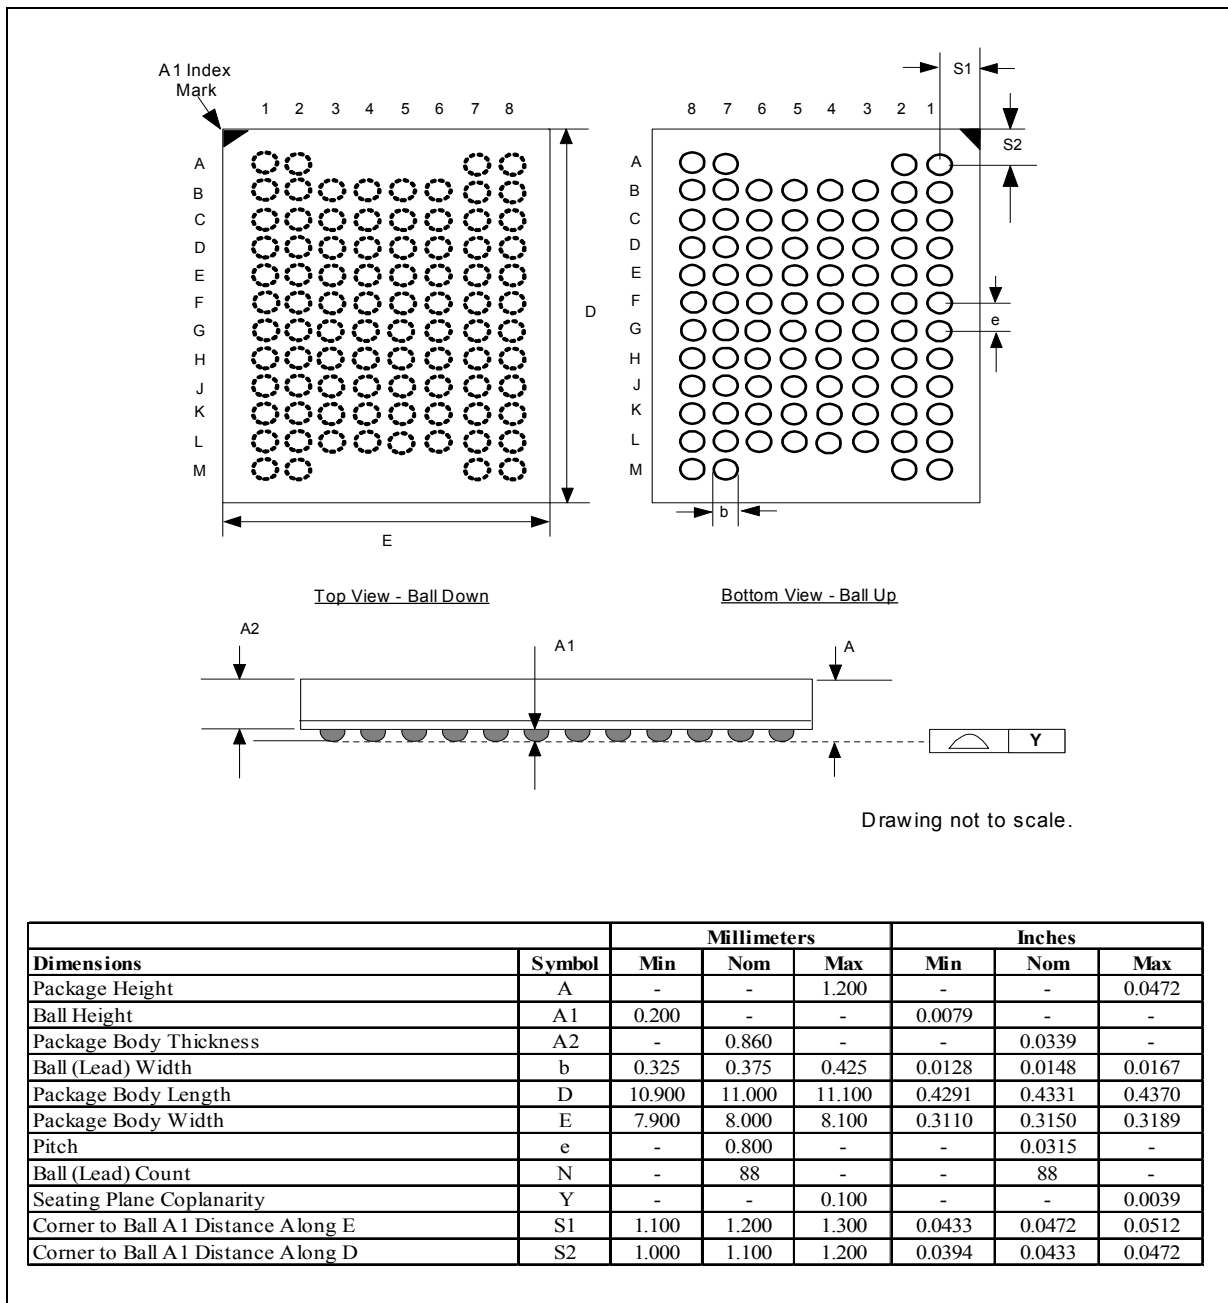 A1 Index
Mark
1 2 3 4 5 6 7 8
A
B
C
D
E
F
G
H
J
K
L
M
D
E
8 7 6 5 4 3 2 1
A
B
C
D
E
F
G
H
J
K
L
M
S1
S2
e
b
Top View - Ball Down
Bottom View - Ball Up
A2
A1
A
Y
Drawing not to scale.
Millimeters Inches
Dimensions Symbol Min Nom Max Min Nom Max
Package Height A - - 1.200 - - 0.0472
Ball Height A1 0.200 - - 0.0079 - -
Package Body Thickness A2 - 0.860 - - 0.0339 -
Ball (Lead) Width b 0.325 0.375 0.425 0.0128 0.0148 0.0167
Package Body Length D 10.900 11.000 11.100 0.4291 0.4331 0.4370
Package Body Width E 7.900 8.000 8.100 0.3110 0.3150 0.3189
Pitch e - 0.800 - - 0.0315 -
Ball (Lead) Count N - 88 - - 88 -
Seating Plane Coplanarity Y - - 0.100 - - 0.0039
Corner to Ball A1 Distance Along E S1 1.100 1.200 1.300 0.0433 0.0472 0.0512
Corner to Ball A1 Distance Along D S2 1.000 1.100 1.200 0.0394 0.0433 0.0472